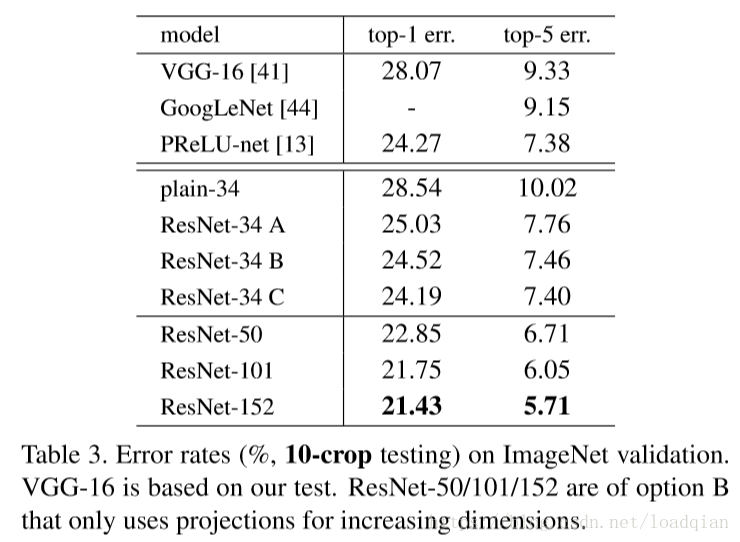 model top-1 err. top-5 err.
VGG-16 [41] 28.07 9.33
GoogLeNet [44] - 9.15
PReLU-net [13] 24.27 7.38
plain-34 28.54 10.02
ResNet-34 A 25.03 7.76
ResNet-34 B 24.52 7.46
ResNet-34 C 24.19 7.40
ResNet-50 22.85 6.71
ResNet-101 21.75 6.05
ResNet-152 21.43 5.71
Table 3. Error rates (%, 10-crop testing) on ImageNet validation.
VGG-16 is based on our test. ResNet-50/101/152 are of option B
that only uses projections for increasing dimensions.
dn.net/loadqian